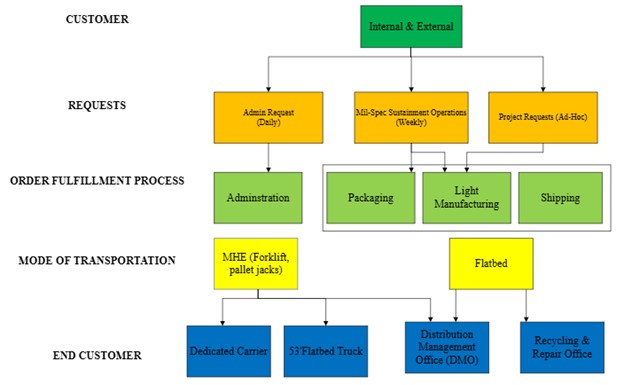 CUSTOMER
Internal & External
REQUESTS
Admin Request
(Daily)
Mil-Spec Sustainment Operations
(Weekly)
Project Requests (Ad-Hoc)
ORDER FULFILLMENT PROCESS
Adminstration
Packaging
Light
Manufacturing
Shipping
MODE OF TRANSPORTATION
MHE (Forklift,
pallet jacks)
Flatbed
END CUSTOMER
Dedicated Carrier
53'Flatbed Truck
Distribution
Management
Office (DMO)
Recycling &
Repair Office